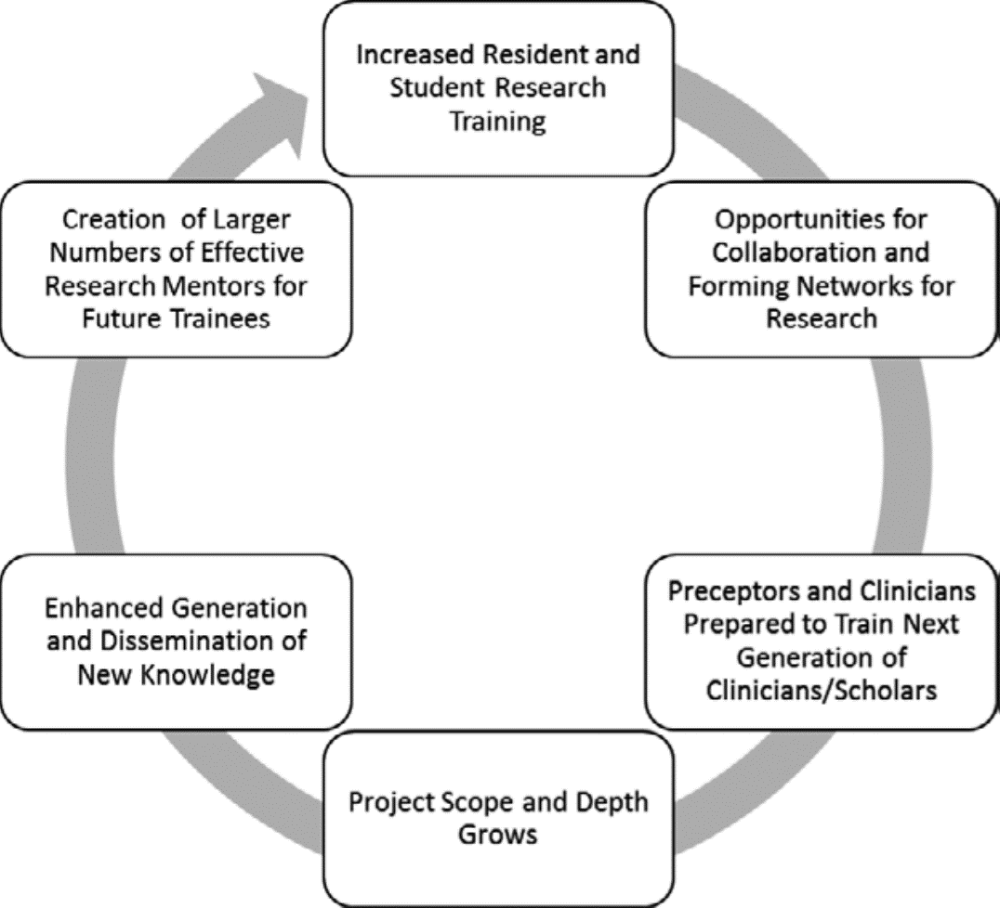 Increased Resident and
Student Research
Training
Opportunities for
Collaboration and
Forming Networks for
Research
Preceptors and Clinicians
Prepared to Train Next
Generation of
Clinicians/Scholars
Project Scope and Depth
Grows
Enhanced Generation
and Dissemination of
New Knowledge
Creation of Larger
Numbers of Effective
Research Mentors for
Future Trainees